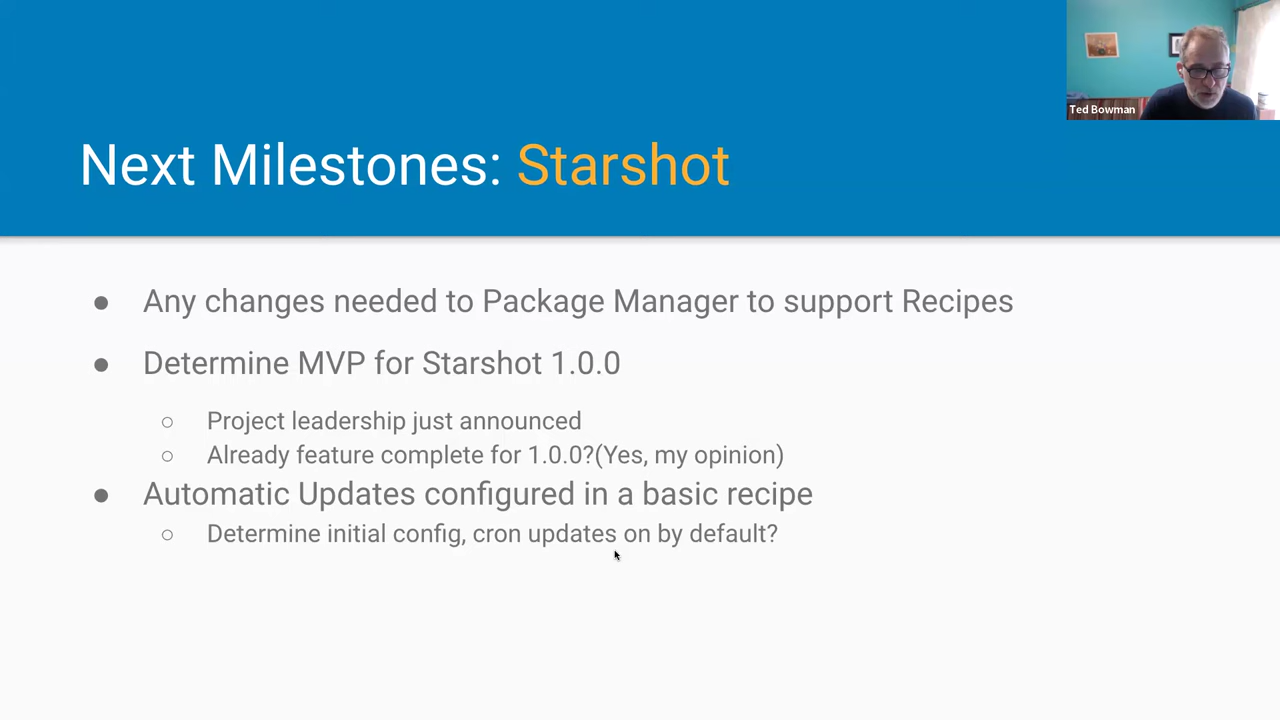 Ted Bowman
Next Milestones: Starshot
● Any changes needed to Package Manager to support Recipes
● Determine MVP for Starshot 1.0.0
○ Project leadership just announced
○ Already feature complete for 1.0.0?(Yes, my opinion)
● Automatic Updates configured in a basic recipe
○ Determine initial config, cron updates on by default?